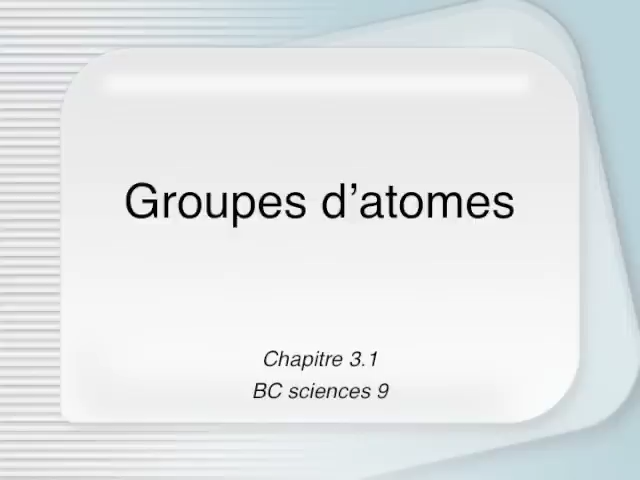 Groupes d’atomes
Chapitre 3.1
BC sciences 9